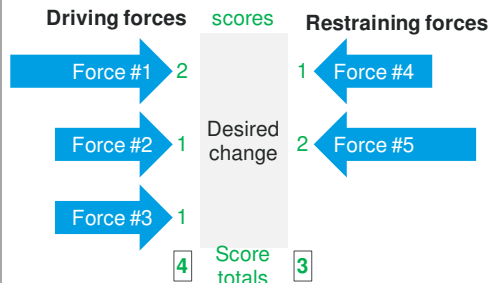 Driving forces scores Restraining forces
Force #1 2 1 Force #4
Force #2 1 Desired change 2 Force #5
Force #3 1
4 Score totals 3